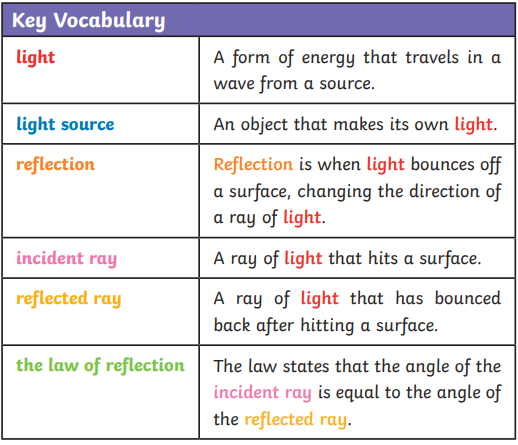 Key Vocabulary
light
A form of energy that travels in a
wave from a source.
light source
An object that makes its own light.
reflection
Reflection is when light bounces off
a surface, changing the direction of
a ray of light.
incident ray
A ray of light that hits a surface.
reflected ray
A ray of light that has bounced
back after hitting a surface.
the law of reflection
The law states that the angle of the
incident ray is equal to the angle of
the reflected ray.